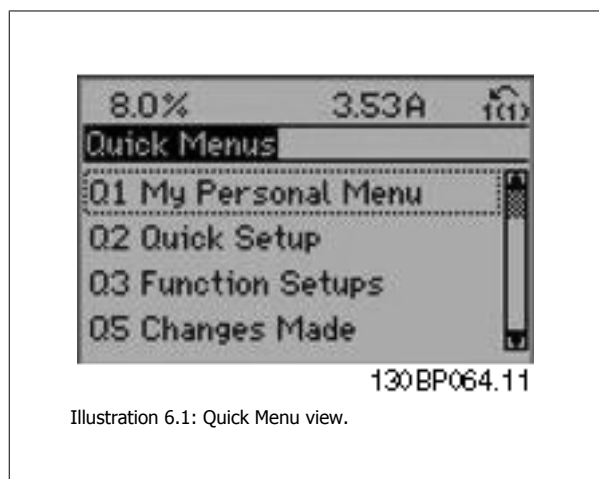 8.0% 3.53A 1(1)
Quick Menus
Q1 My Personal Menu
Q2 Quick Setup
Q3 Function Setups
Q5 Changes Made
130BP064.11
Illustration 6.1: Quick Menu view.